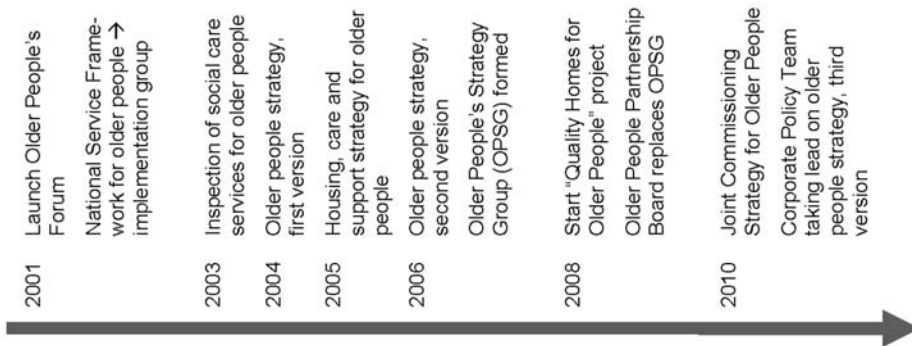 2001 Launch Older People's
Forum
National Service Frame-
work for older people →
implementation group
2003 Inspection of social care
services for older people
2004 Older people strategy,
first version
2005 Housing, care and
support strategy for older
people
2006 Older people strategy,
second version
Older People's Strategy
Group (OPSG) formed
2008 Start “Quality Homes for
Older People” project
Older People Partnership
Board replaces OPSG
2010 Joint Commissioning
Strategy for Older People
Corporate Policy Team
taking lead on older
people strategy, third
version